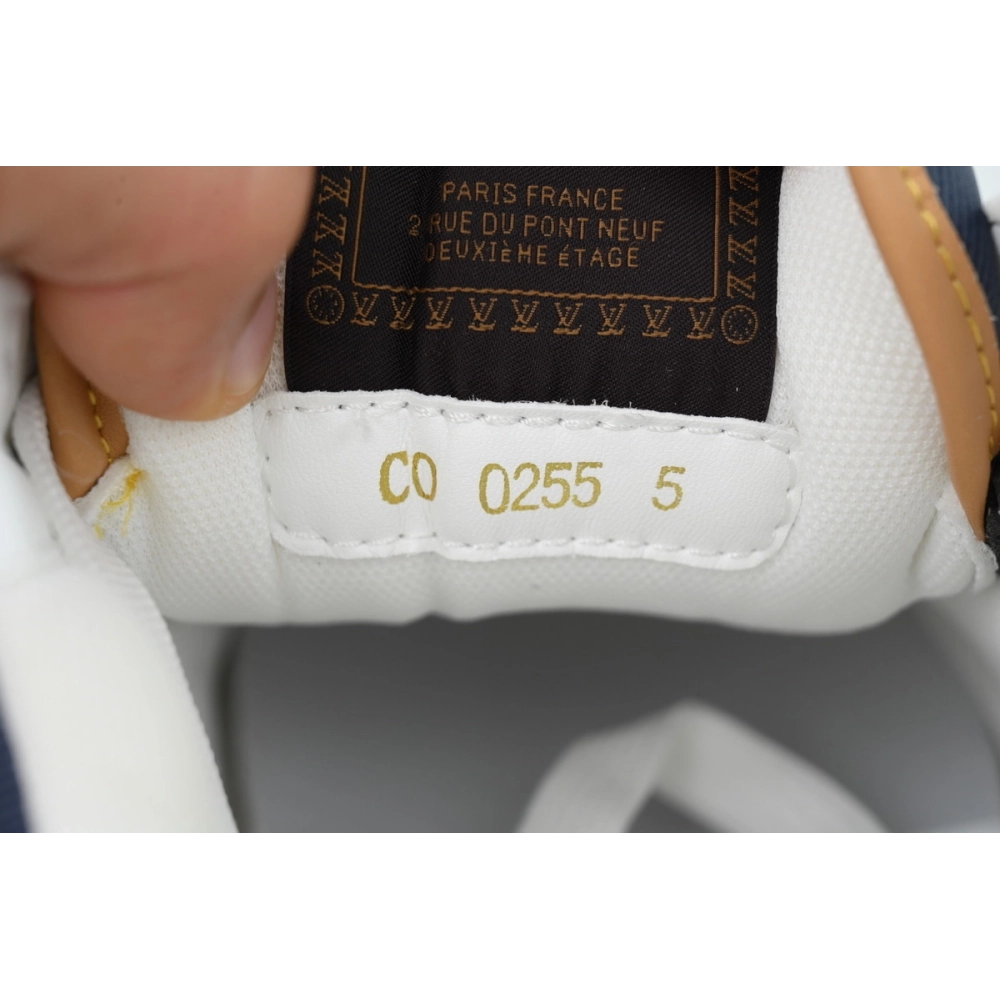 PARIS FRANCE
2 RUE DU PONT NEUF
DEUXIÈME ÉTAGE
CO 0255 5